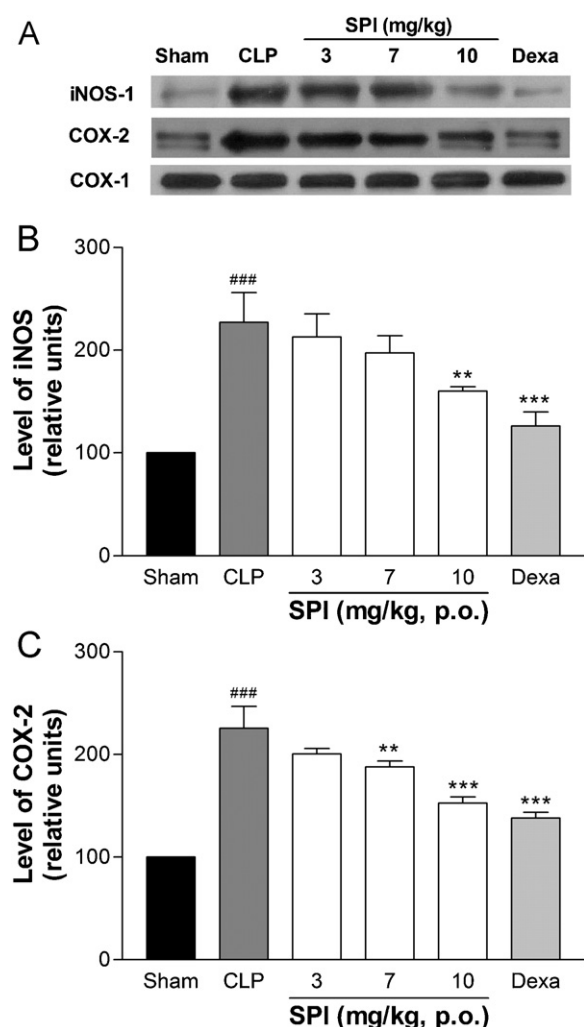 A
SPI (mg/kg)
Sham CLP 3 7 10 Dexa
iNOS-1
COX-2
COX-1
B
Level of iNOS
(relative units)
300
200
100
0
###
**
***
Sham CLP 3 7 10 Dexa
SPI (mg/kg, p.o.)
C
Level of COX-2
(relative units)
300
200
100
0
###
**
***
***
Sham CLP 3 7 10 Dexa
SPI (mg/kg, p.o.)